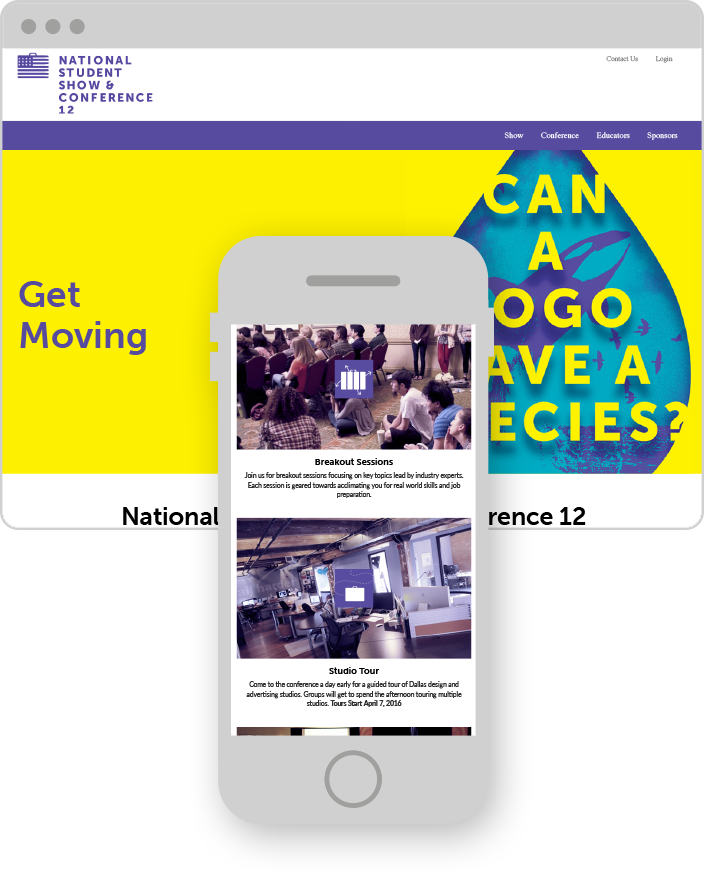 NATIONAL
STUDENT
SHOW &
CONFERENCE
12
Contact Us Login
Show Conference Educators Sponsors
Get
Moving
CAN
A
OGO
AVE A
ECIES?
National
rence 12
Breakout Sessions
Join us for breakout sessions focusing on key topics lead by industry experts.
Each session is geared towards acclimating you for real world skills and job
preparation.
Studio Tour
Come to the conference a day early for a guided tour of Dallas design and
advertising studios. Groups will get to spend the afternoon touring multiple
studios. Tours Start April 7, 2016